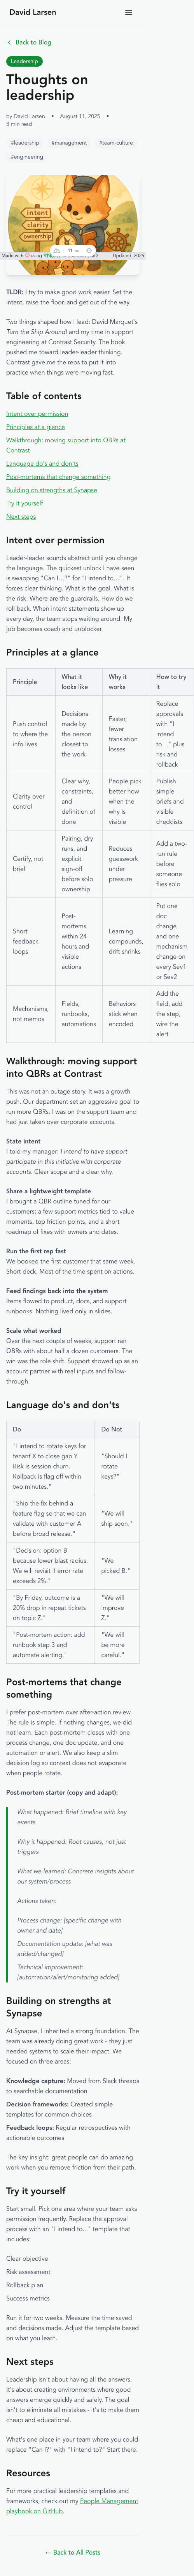 David Larsen
Back to Blog
Leadership
Thoughts on
leadership
by David Larsen • August 11, 2025 •
8 min read
#leadership #management #team-culture
#engineering
intent
clarity
ownership
Made with
using
Updated: 2025
TLDR: I try to make good work easier. Set the
intent, raise the floor, and get out of the way.
Two things shaped how I lead: David Marquet's
Turn the Ship Around! and my time in support
engineering at Contrast Security. The book
pushed me toward leader-leader thinking.
Contrast gave me the reps to put it into
practice when things were moving fast.
Table of contents
Intent over permission
Principles at a glance
Walkthrough: moving support into QBRs at
Contrast
Language do's and don'ts
Post-mortems that change something
Building on strengths at Synapse
Try it yourself
Next steps
Intent over permission
Leader-leader sounds abstract until you change
the language. The quickest unlock I have seen
is swapping "Can I...?" for "I intend to...". It
forces clear thinking. What is the goal. What is
the risk. Where are the guardrails. How do we
roll back. When intent statements show up
every day, the team stops waiting around. My
job becomes coach and unblocker.
Principles at a glance
Principle
What it
looks like
Why it
works
How to try
it
Push control
to where the
info lives
Decisions
made by the
person
closest to
the work
Faster,
fewer
translation
losses
Replace
approvals
with "I
intend
to..." plus
risk and
rollback
Clarity over
control
Clear why,
constraints,
and
definition of
done
People pick
better how
when the
why is
visible
Publish
simple
briefs and
visible
checklists
Certify, not
brief
Pairing, dry
runs, and
explicit
sign-off
before solo
ownership
Reduces
guesswork
under
pressure
Add a two-
run rule
before
someone
flies solo
Short
feedback
loops
Post-
mortems
within 24
hours and
visible
actions
Learning
compounds,
drift shrinks
Put one
doc
change
and one
mechanism
change on
every Sev1
or Sev2
Mechanisms,
not memos
Fields,
runbooks,
automations
Behaviors
stick when
encoded
Add the
field, add
the step,
wire the
alert
Walkthrough: moving support
into QBRs at Contrast
This was not an outage story. It was a growth
push. Our department set an aggressive goal to
run more QBRs. I was on the support team and
had just taken over corporate accounts.
State intent
I told my manager: I intend to have support
participate in this initiative with corporate
accounts. Clear scope and a clear why.
Share a lightweight template
I brought a QBR outline tuned for our
customers: a few support metrics tied to value
moments, top friction points, and a short
roadmap of fixes with owners and dates.
Run the first rep fast
We booked the first customer that same week.
Short deck. Most of the time spent on actions.
Feed findings back into the system
Items flowed to product, docs, and support
runbooks. Nothing lived only in slides.
Scale what worked
Over the next couple of weeks, support ran
QBRs with about half a dozen customers. The
win was the role shift. Support showed up as an
account partner with real inputs and follow-
through.
Language do's and don'ts
Do
Do Not
"I intend to rotate keys for
tenant X to close gap Y.
Risk is session churn.
Rollback is flag off within
two minutes."
"Should I
rotate
keys?"
"Ship the fix behind a
feature flag so that we can
validate with customer A
before broad release."
"We will
ship soon."
"Decision: option B
because lower blast radius.
We will revisit if error rate
exceeds 2%."
"We
picked B."
"By Friday, outcome is a
20% drop in repeat tickets
on topic Z."
"We will
improve
Z."
"Post-mortem action: add
runbook step 3 and
automate alerting."
"We will
be more
careful."
Post-mortems that change
something
I prefer post-mortem over after-action review.
The rule is simple. If nothing changes, we did
not learn. Each post-mortem closes with one
process change, one doc update, and one
automation or alert. We also keep a slim
decision log so context does not evaporate
when people rotate.
Post-mortem starter (copy and adapt):
What happened: Brief timeline with key
events
Why it happened: Root causes, not just
triggers
What we learned: Concrete insights about
our system/process
Actions taken:
Process change: [specific change with
owner and date]
Documentation update: [what was
added/changed]
Technical improvement:
[automation/alert/monitoring added]
Building on strengths at
Synapse
At Synapse, I inherited a strong foundation. The
team was already doing great work - they just
needed systems to scale their impact. We
focused on three areas:
Knowledge capture: Moved from Slack threads
to searchable documentation
Decision frameworks: Created simple
templates for common choices
Feedback loops: Regular retrospectives with
actionable outcomes
The key insight: great people can do amazing
work when you remove friction from their path.
Try it yourself
Start small. Pick one area where your team asks
permission frequently. Replace the approval
process with an "I intend to..." template that
includes:
Clear objective
Risk assessment
Rollback plan
Success metrics
Run it for two weeks. Measure the time saved
and decisions made. Adjust the template based
on what you learn.
Next steps
Leadership isn't about having all the answers.
It's about creating environments where good
answers emerge quickly and safely. The goal
isn't to eliminate all mistakes - it's to make them
cheap and educational.
What's one place in your team where you could
replace "Can I?" with "I intend to?" Start there.
Resources
For more practical leadership templates and
frameworks, check out my People Management
playbook on GitHub.
← Back to All Posts